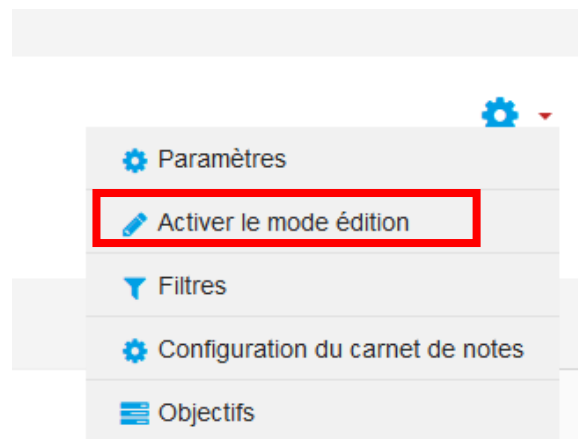 Paramètres
Activer le mode édition
Filtres
Configuration du carnet de notes
Objectifs